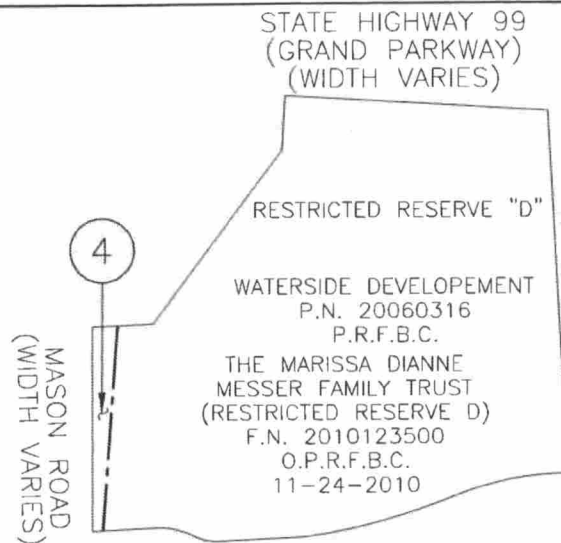 STATE HIGHWAY 99
(GRAND PARKWAY)
(WIDTH VARIES)
RESTRICTED RESERVE "D"
4
WATERSIDE DEVELOPEMENT
P.N. 20060316
P.R.F.B.C.
THE MARISSA DIANNE
MESSER FAMILY TRUST
(RESTRICTED RESERVE D)
F.N. 2010123500
O.P.R.F.B.C.
11-24-2010
MASON ROAD
(WIDTH VARIES)